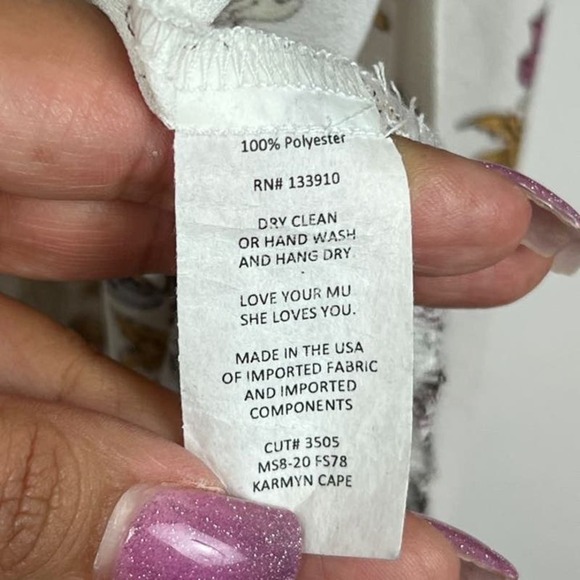 100% Polyester
RN# 133910
DRY CLEAN
OR HAND WASH
AND HANG DRY
LOVE YOUR MU
SHE LOVES YOU.
MADE IN THE USA
OF IMPORTED FABRIC
AND IMPORTED
COMPONENTS
CUT# 3505
MS8-20 FS78
KARMYN CAPE